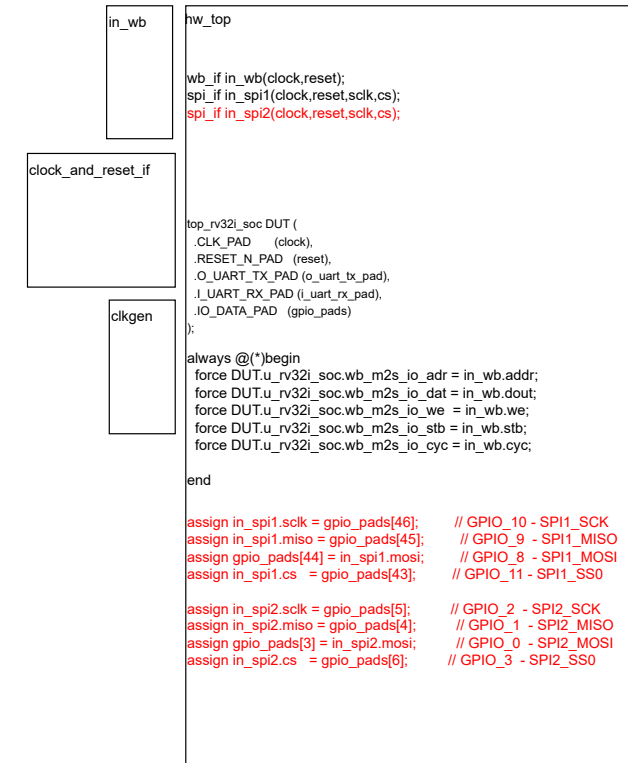 in_wb
hw_top
wb_if in_wb(clock,reset);
spi_if in_spi1(clock,reset,sclk,cs);
spi_if in_spi2(clock,reset,sclk,cs);
clock_and_reset_if
top_rv32i_soc DUT (
.CLK_PAD (clock),
.RESET_N_PAD (reset),
.O_UART_TX_PAD (o_uart_tx_pad),
.I_UART_RX_PAD (i_uart_rx_pad),
.IO_DATA_PAD (gpio_pads)
);
clkgen
always @(*)begin
force DUT.u_rv32i_soc.wb_m2s_io_adr = in_wb.addr;
force DUT.u_rv32i_soc.wb_m2s_io_dat = in_wb.dout;
force DUT.u_rv32i_soc.wb_m2s_io_we = in_wb.we;
force DUT.u_rv32i_soc.wb_m2s_io_stb = in_wb.stb;
force DUT.u_rv32i_soc.wb_m2s_io_cyc = in_wb.cyc;
end
assign in_spi1.sclk = gpio_pads[46]; // GPIO_10 - SPI1_SCK
assign in_spi1.miso = gpio_pads[45]; // GPIO_9 - SPI1_MISO
assign gpio_pads[44] = in_spi1.mosi; // GPIO_8 - SPI1_MOSI
assign in_spi1.cs = gpio_pads[43]; // GPIO_11 - SPI1_SS0
assign in_spi2.sclk = gpio_pads[5]; // GPIO_2 - SPI2_SCK
assign in_spi2.miso = gpio_pads[4]; // GPIO_1 - SPI2_MISO
assign gpio_pads[3] = in_spi2.mosi; // GPIO_0 - SPI2_MOSI
assign in_spi2.cs = gpio_pads[6]; // GPIO_3 - SPI2_SS0